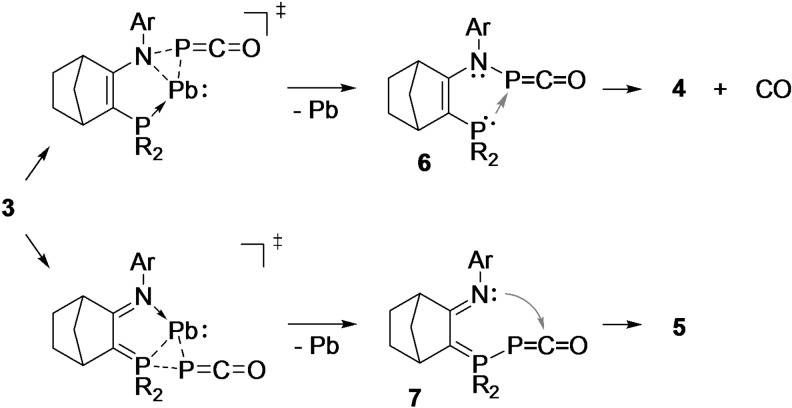 Ar
N P=C=O ‡
Pb:
P
R2
- Pb
Ar
N
P=C=O
P
R2
6
4 + CO
3
Ar
N ‡
Pb:
P P=C=O
R2
- Pb
Ar
N:
P P=C=O
R2
7
5